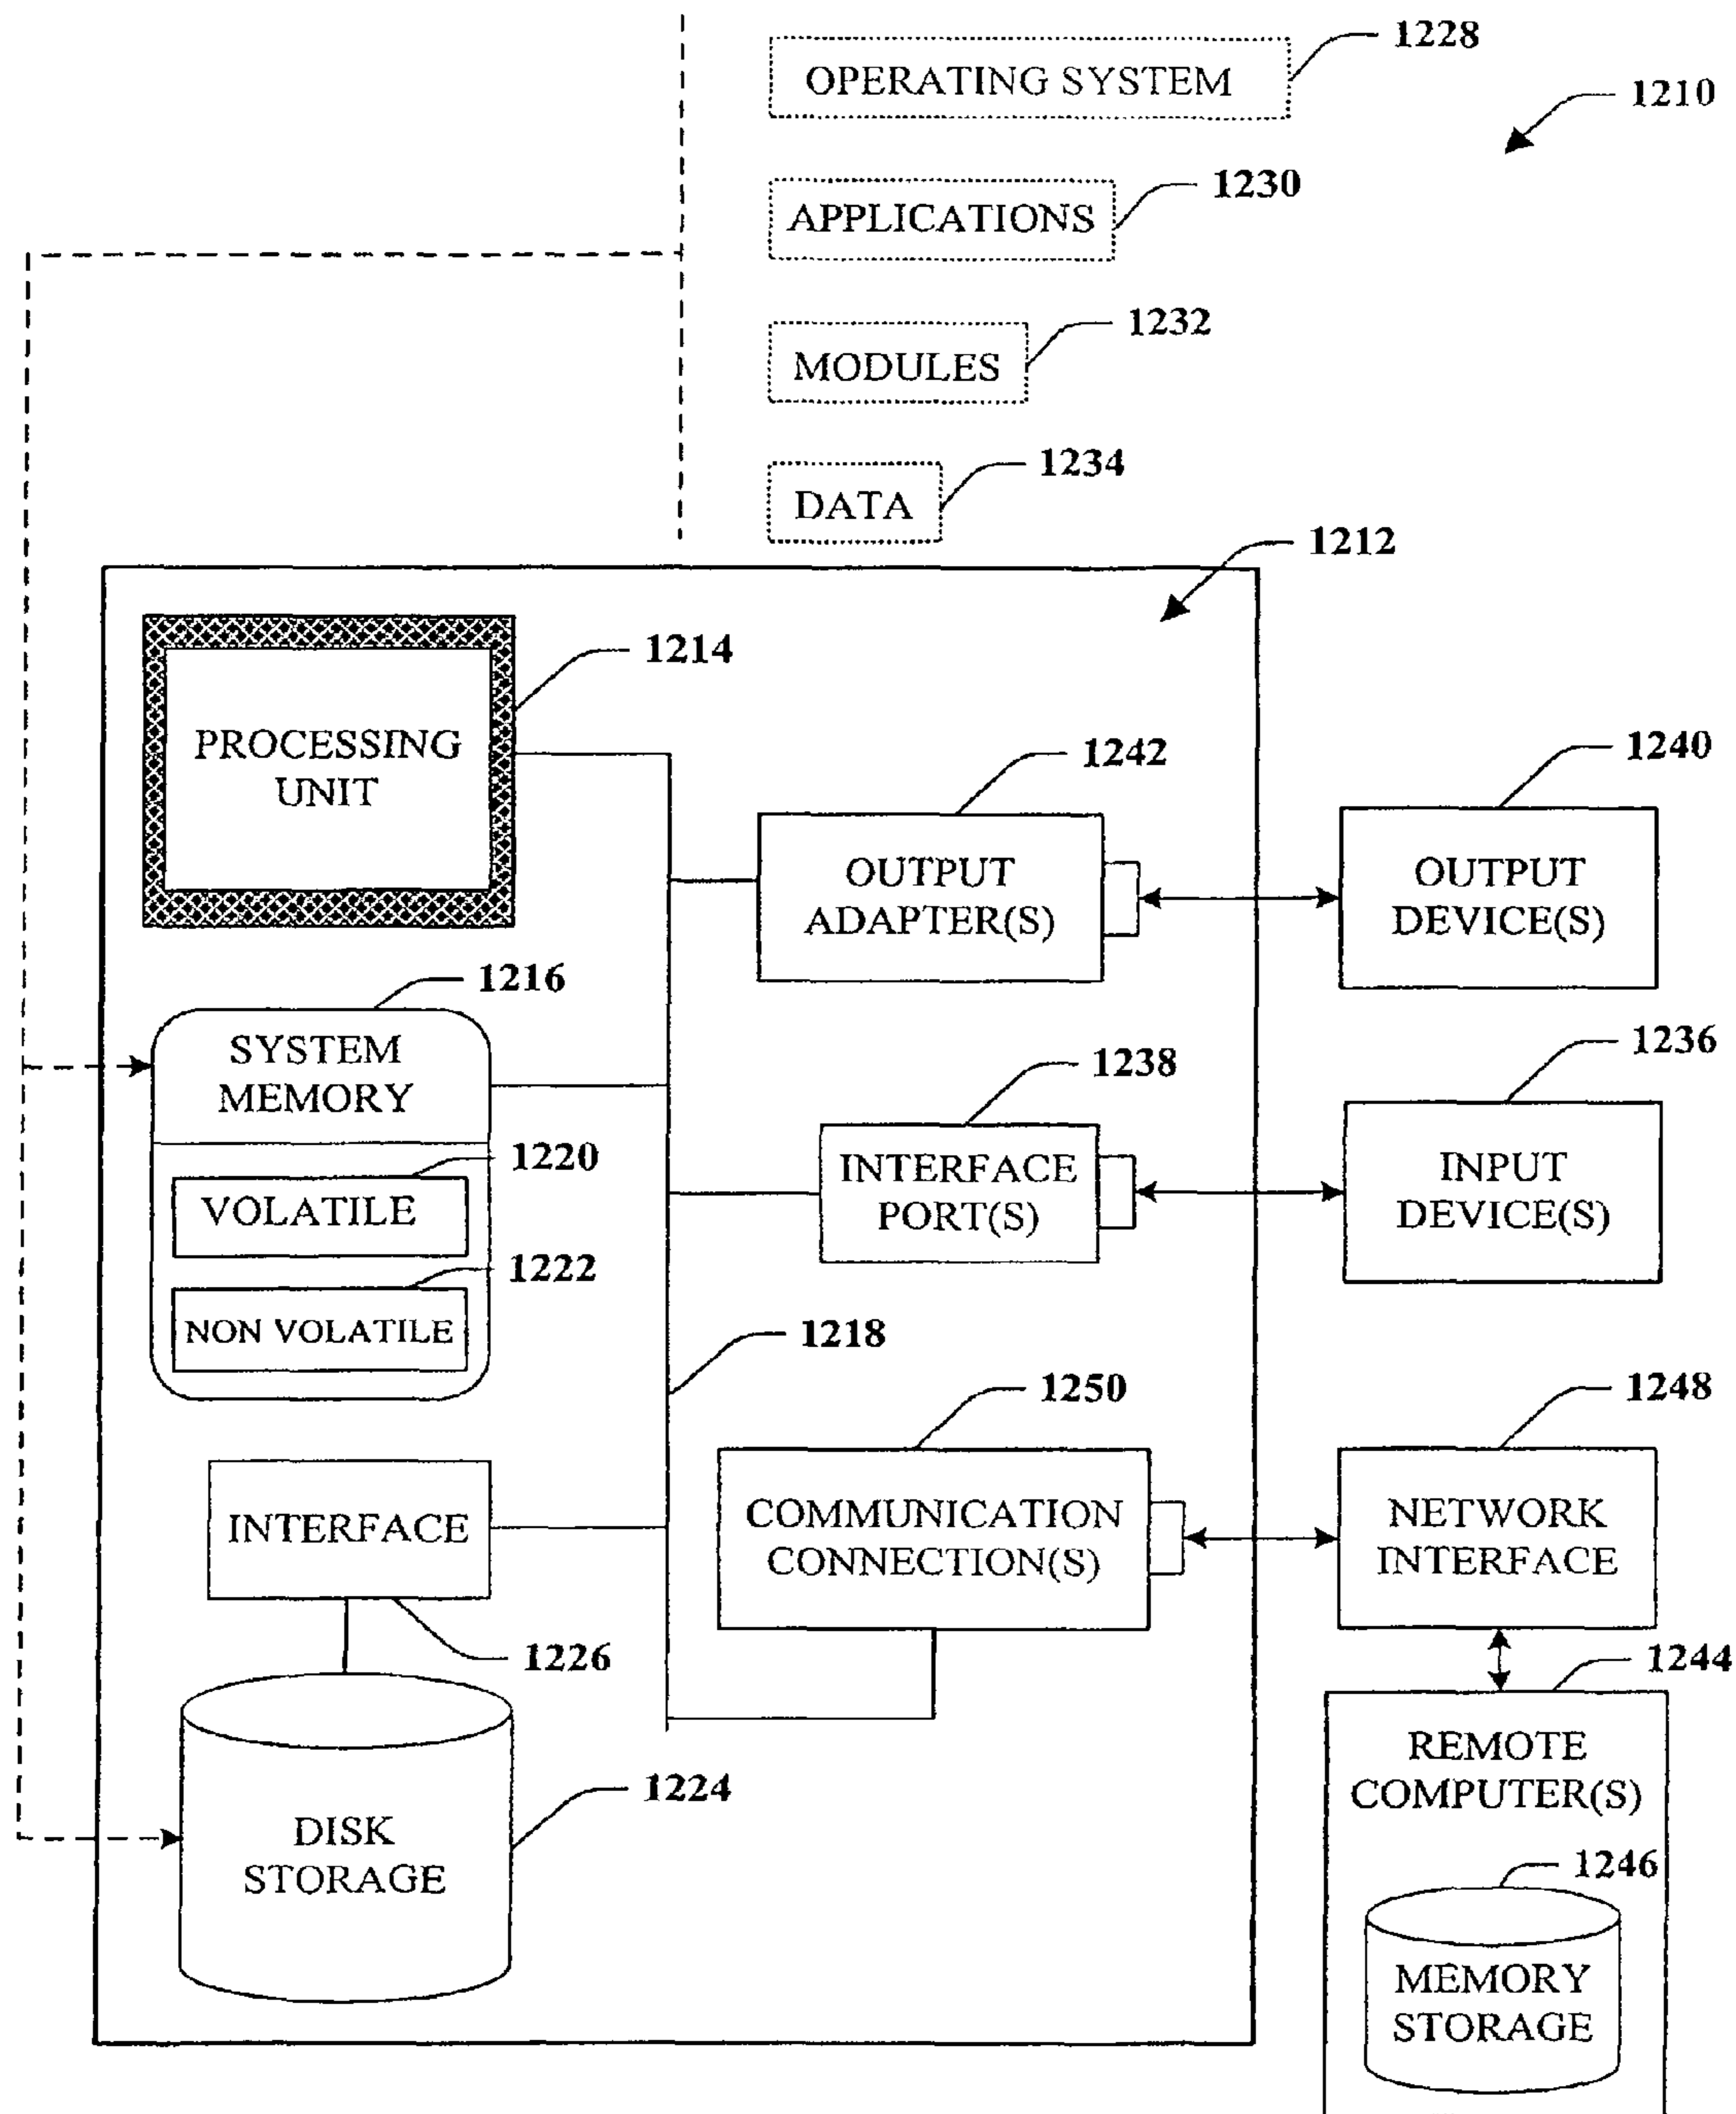 1228
OPERATING SYSTEM
1210
1230
APPLICATIONS
1232
MODULES
1234
DATA
1212
1214
PROCESSING
UNIT
1242
OUTPUT
ADAPTER(S)
1240
OUTPUT
DEVICE(S)
1216
SYSTEM
MEMORY
1220
VOLATILE
1222
NON VOLATILE
1238
INTERFACE
PORT(S)
1236
INPUT
DEVICE(S)
1218
1250
COMMUNICATION
CONNECTION(S)
1248
NETWORK
INTERFACE
INTERFACE
1226
1244
REMOTE
COMPUTER(S)
1224
DISK
STORAGE
1246
MEMORY
STORAGE